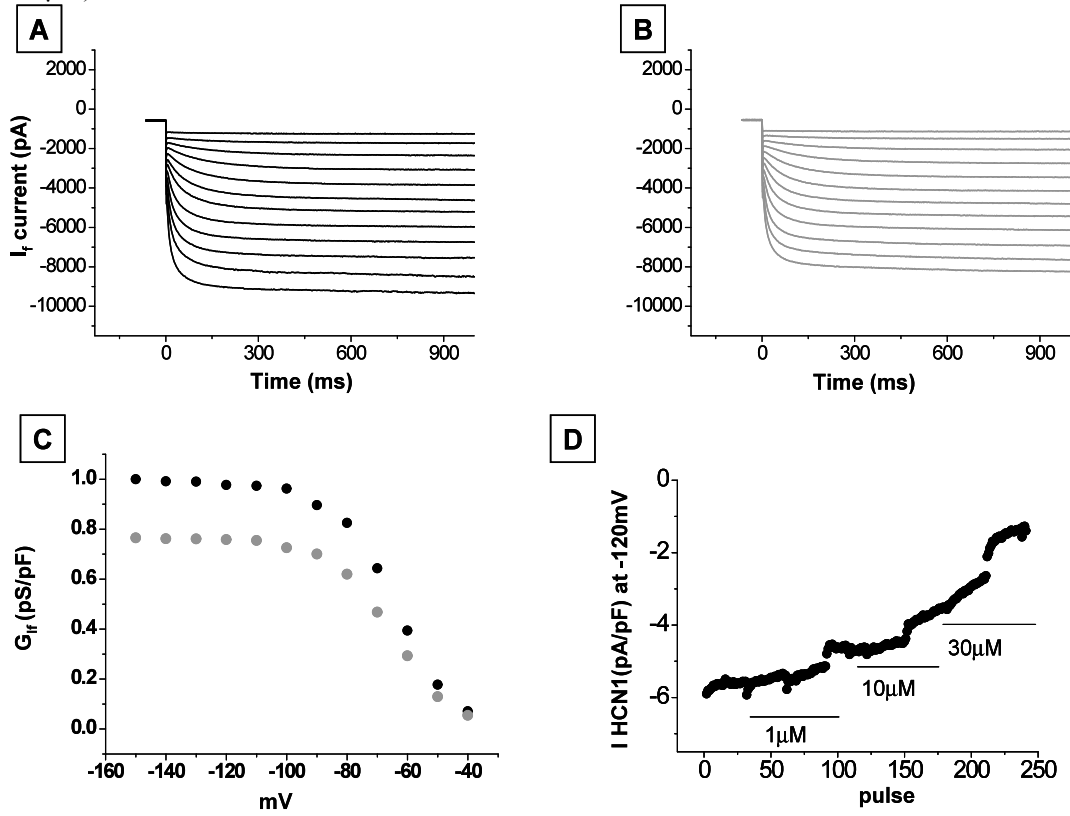 A
B
I_f current (pA)
2000
0
-2000
-4000
-6000
-8000
-10000
0 300 600 900
Time (ms)
2000
0
-2000
-4000
-6000
-8000
-10000
0 300 600 900
Time (ms)
C
D
G_If (pS/pF)
1.0
0.8
0.6
0.4
0.2
0.0
-160 -140 -120 -100 -80 -60 -40
mV
I HCN1(pA/pF) at -120mV
0
-2
-4
-6
30μM
10μM
1μM
0 50 100 150 200 250
pulse